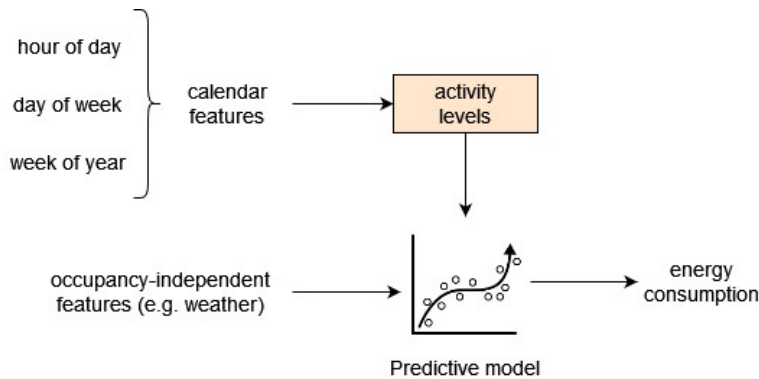 hour of day
day of week
week of year
calendar
features
activity
levels
occupancy-independent
features (e.g. weather)
energy
consumption
Predictive model